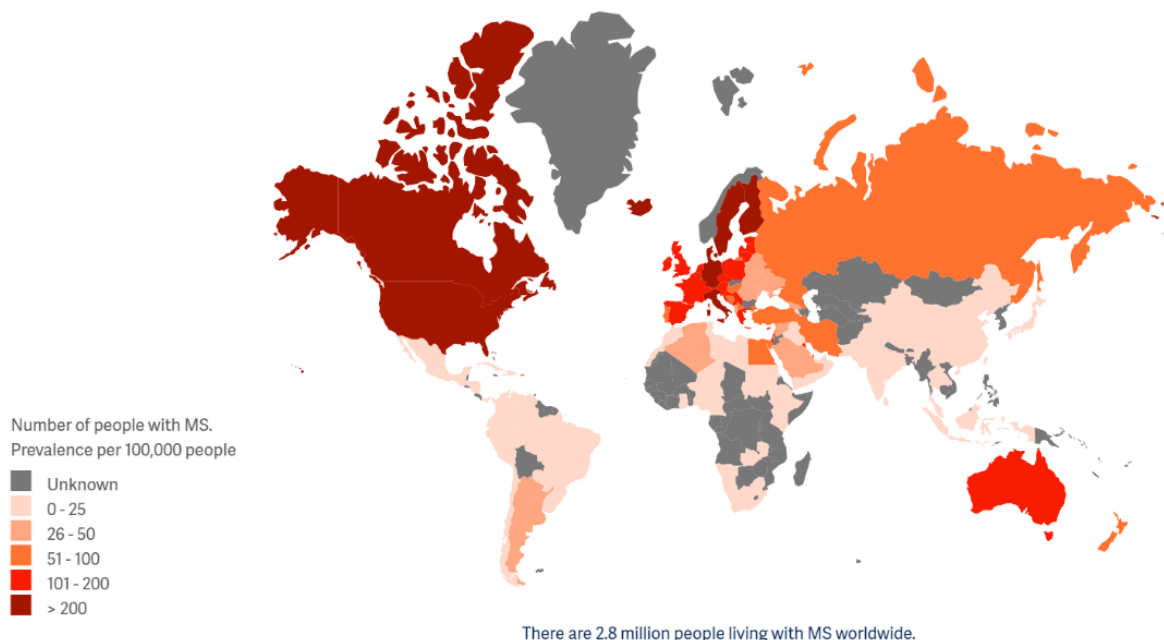 Number of people with MS.
Prevalence per 100,000 people
Unknown
0 - 25
26 - 50
51 - 100
101 - 200
> 200
There are 2.8 million people living with MS worldwide.